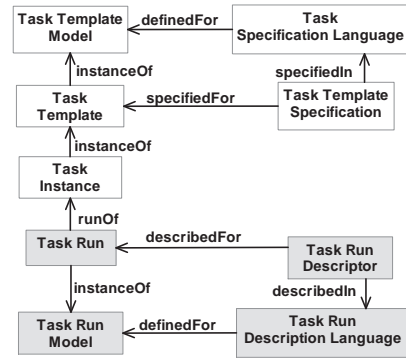 Task Template
Model
definedFor
Task
Specification Language
instanceOf
specifiedIn
Task
Template
specifiedFor
Task Template
Specification
instanceOf
Task
Instance
runOf
Task Run
describedFor
Task Run
Descriptor
instanceOf
describedIn
Task Run
Model
definedFor
Task Run
Description Language